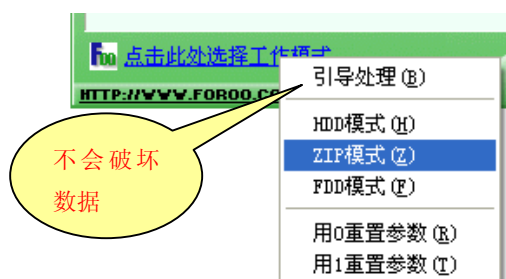 Foo 点击此处选择工作模式
HTTP://WWW.FOROO.CO
引导处理(B)
HDD模式(H)
ZIP模式(Z)
FDD模式(F)
用0重置参数(R)
用1重置参数(T)
不会破坏
数据